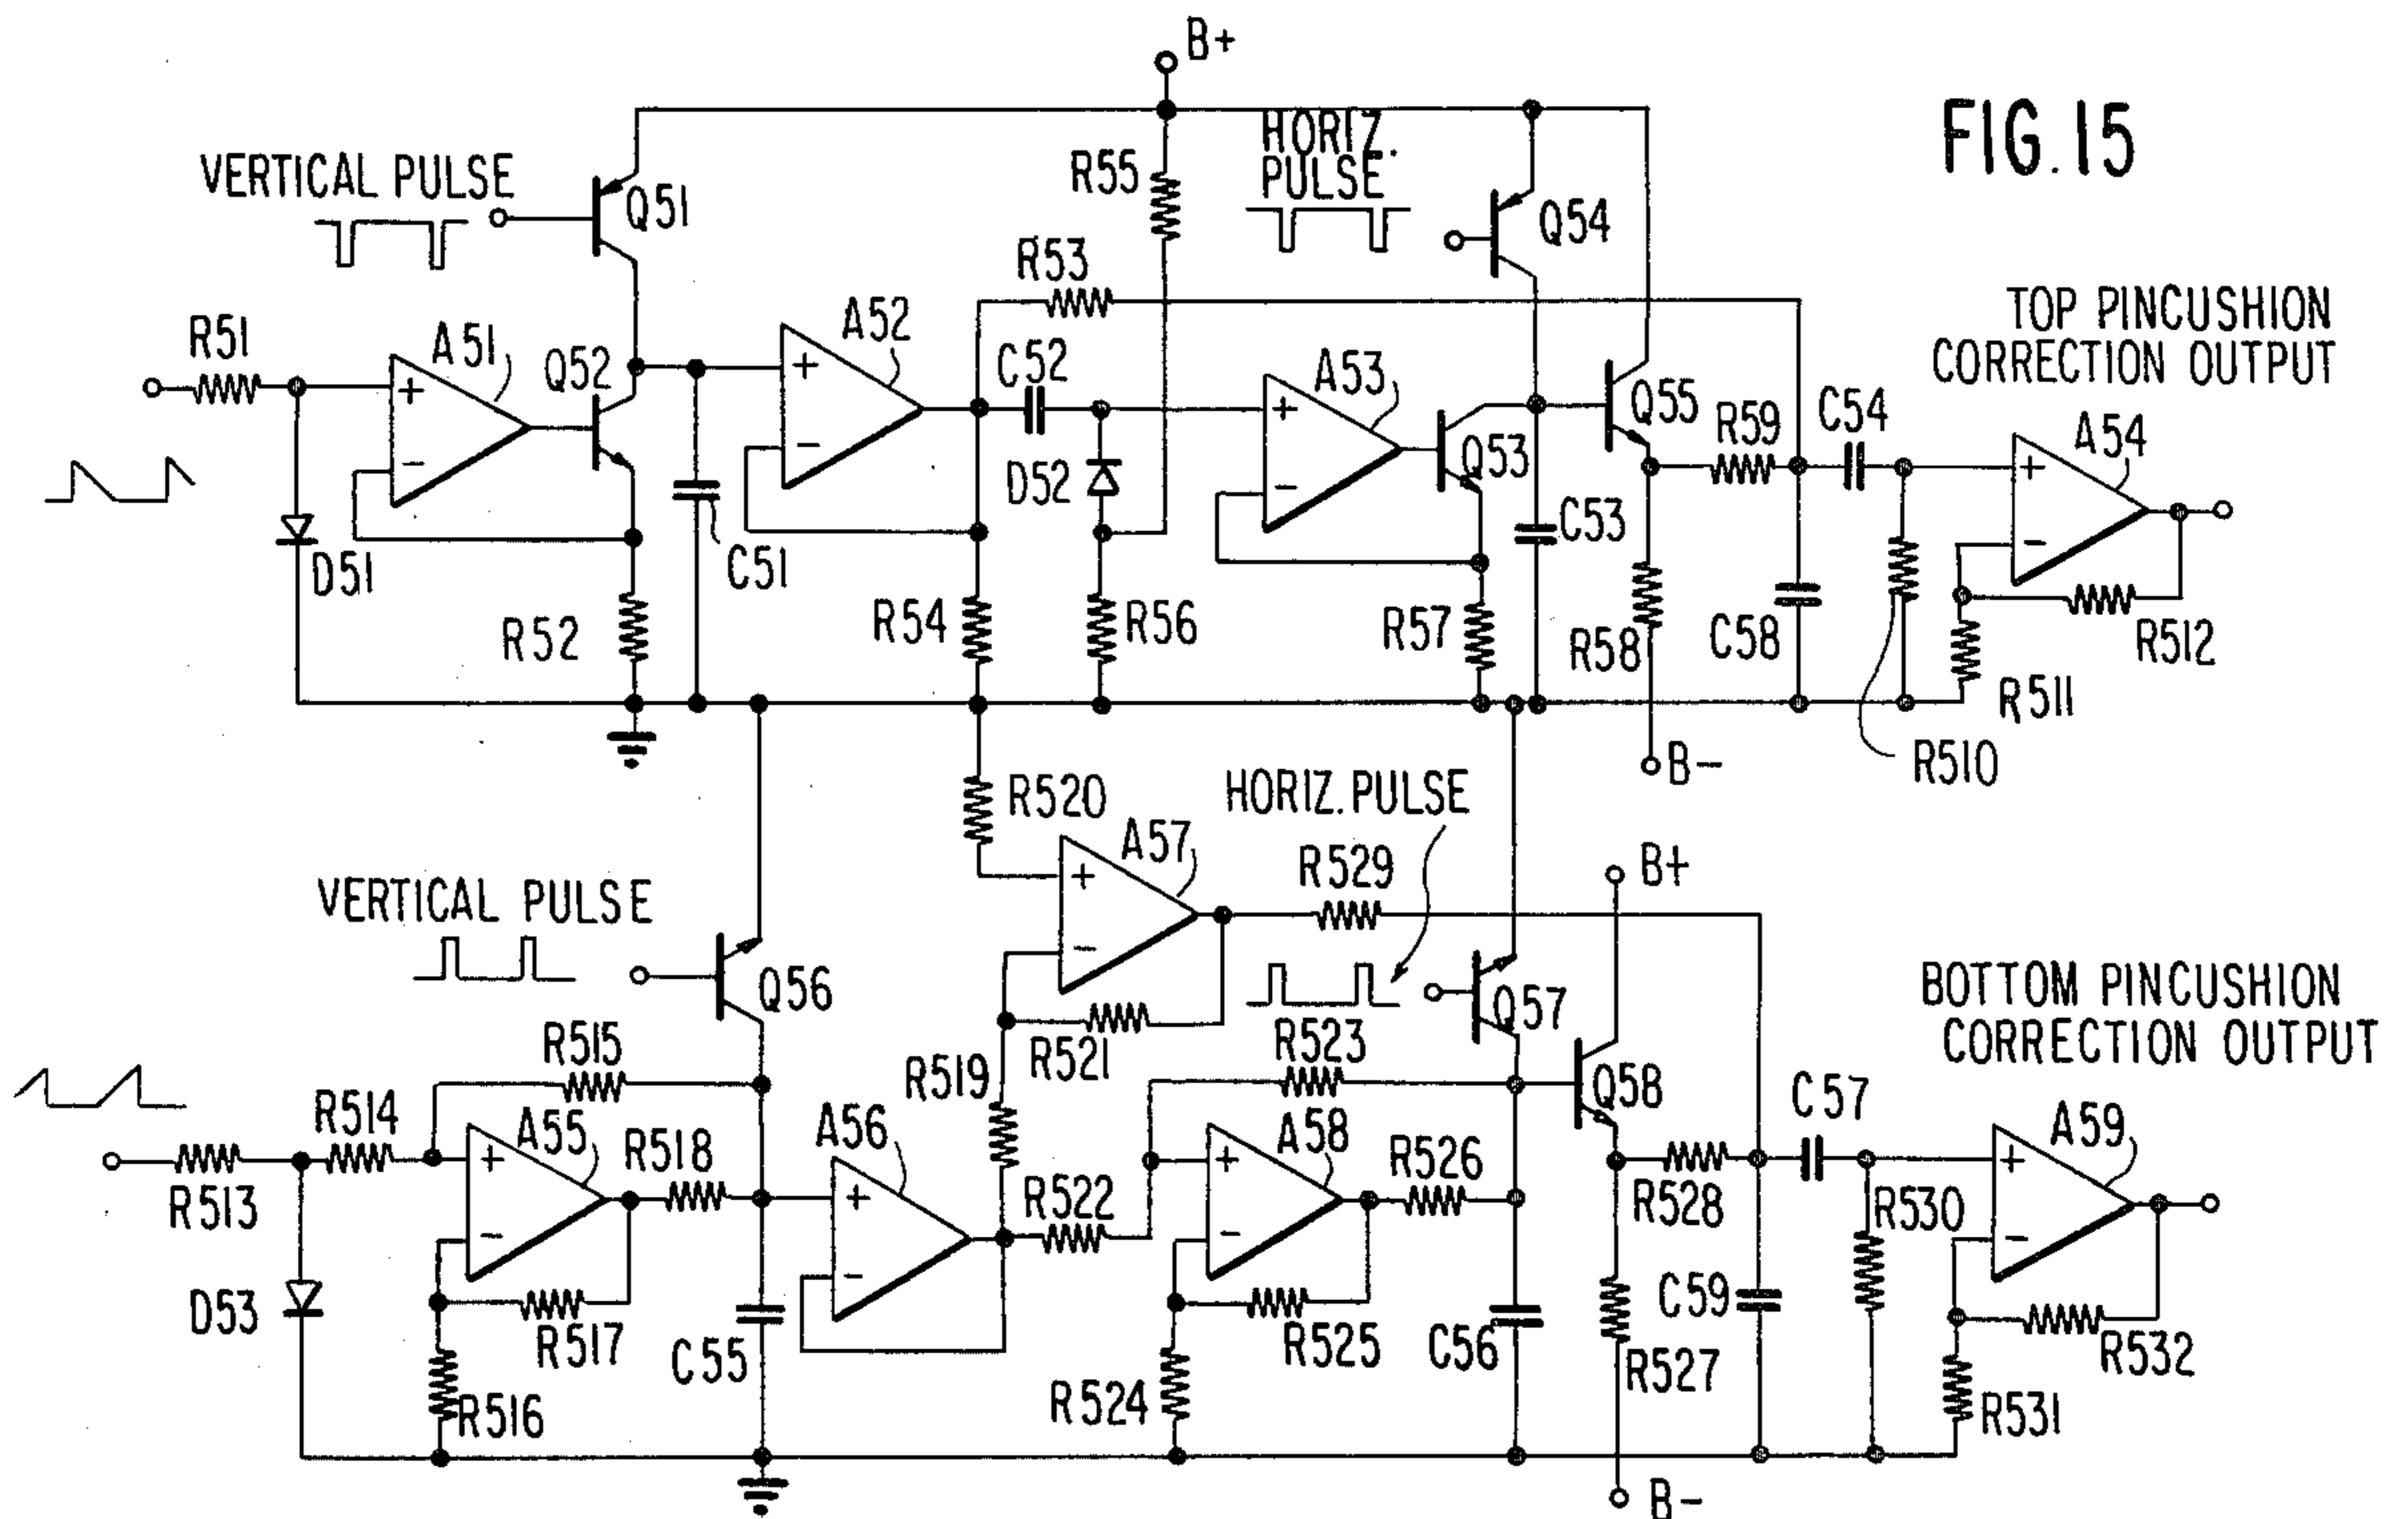 B+
FIG.15
VERTICAL PULSE
Q51
R55
HORIZ.
PULSE
Q54
R53
TOP PINCUSHION
CORRECTION OUTPUT
R51
A51
Q52
A52
C52
A53
Q55
R59
C54
A54
+
−
+
−
+
−
+
−
D51
C51
D52
Q53
C53
R52
R54
R56
R57
R58
C58
R512
R511
R510
B-
R520
HORIZ. PULSE
A57
R529
B+
+
−
VERTICAL PULSE
Q56
Q57
BOTTOM PINCUSHION
CORRECTION OUTPUT
R515
R519
R521
R523
Q58
C57
R514
A55
R518
A56
R522
A58
R526
A59
R513
R528
R530
+
−
+
−
+
−
+
−
D53
R517
C55
R525
C56
C59
R527
R532
R516
R524
R531
B-